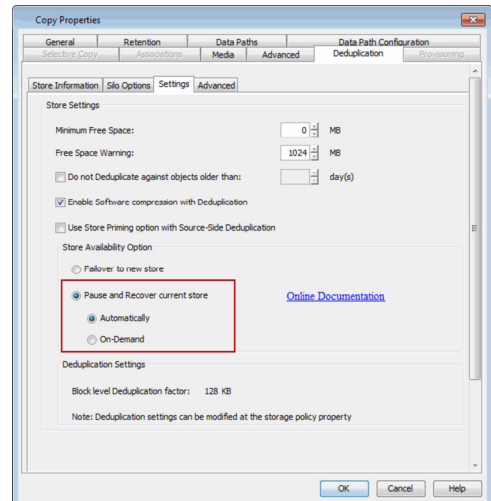 Copy Properties
General Retention Data Paths Data Path Configuration
Selective Copy Associations Media Advanced Deduplication Provisioning
Store Information Silo Options Settings Advanced
Store Settings
Minimum Free Space: 0 MB
Free Space Warning: 1024 MB
Do not Deduplicate against objects older than: day(s)
Enable Software compression with Deduplication
Use Store Priming option with Source-Side Deduplication
Store Availability Option
Failover to new store
Pause and Recover current store Online Documentation
Automatically
On-Demand
Deduplication Settings
Block level Deduplication factor: 128 KB
Note: Deduplication settings can be modified at the storage policy property
OK Cancel Help